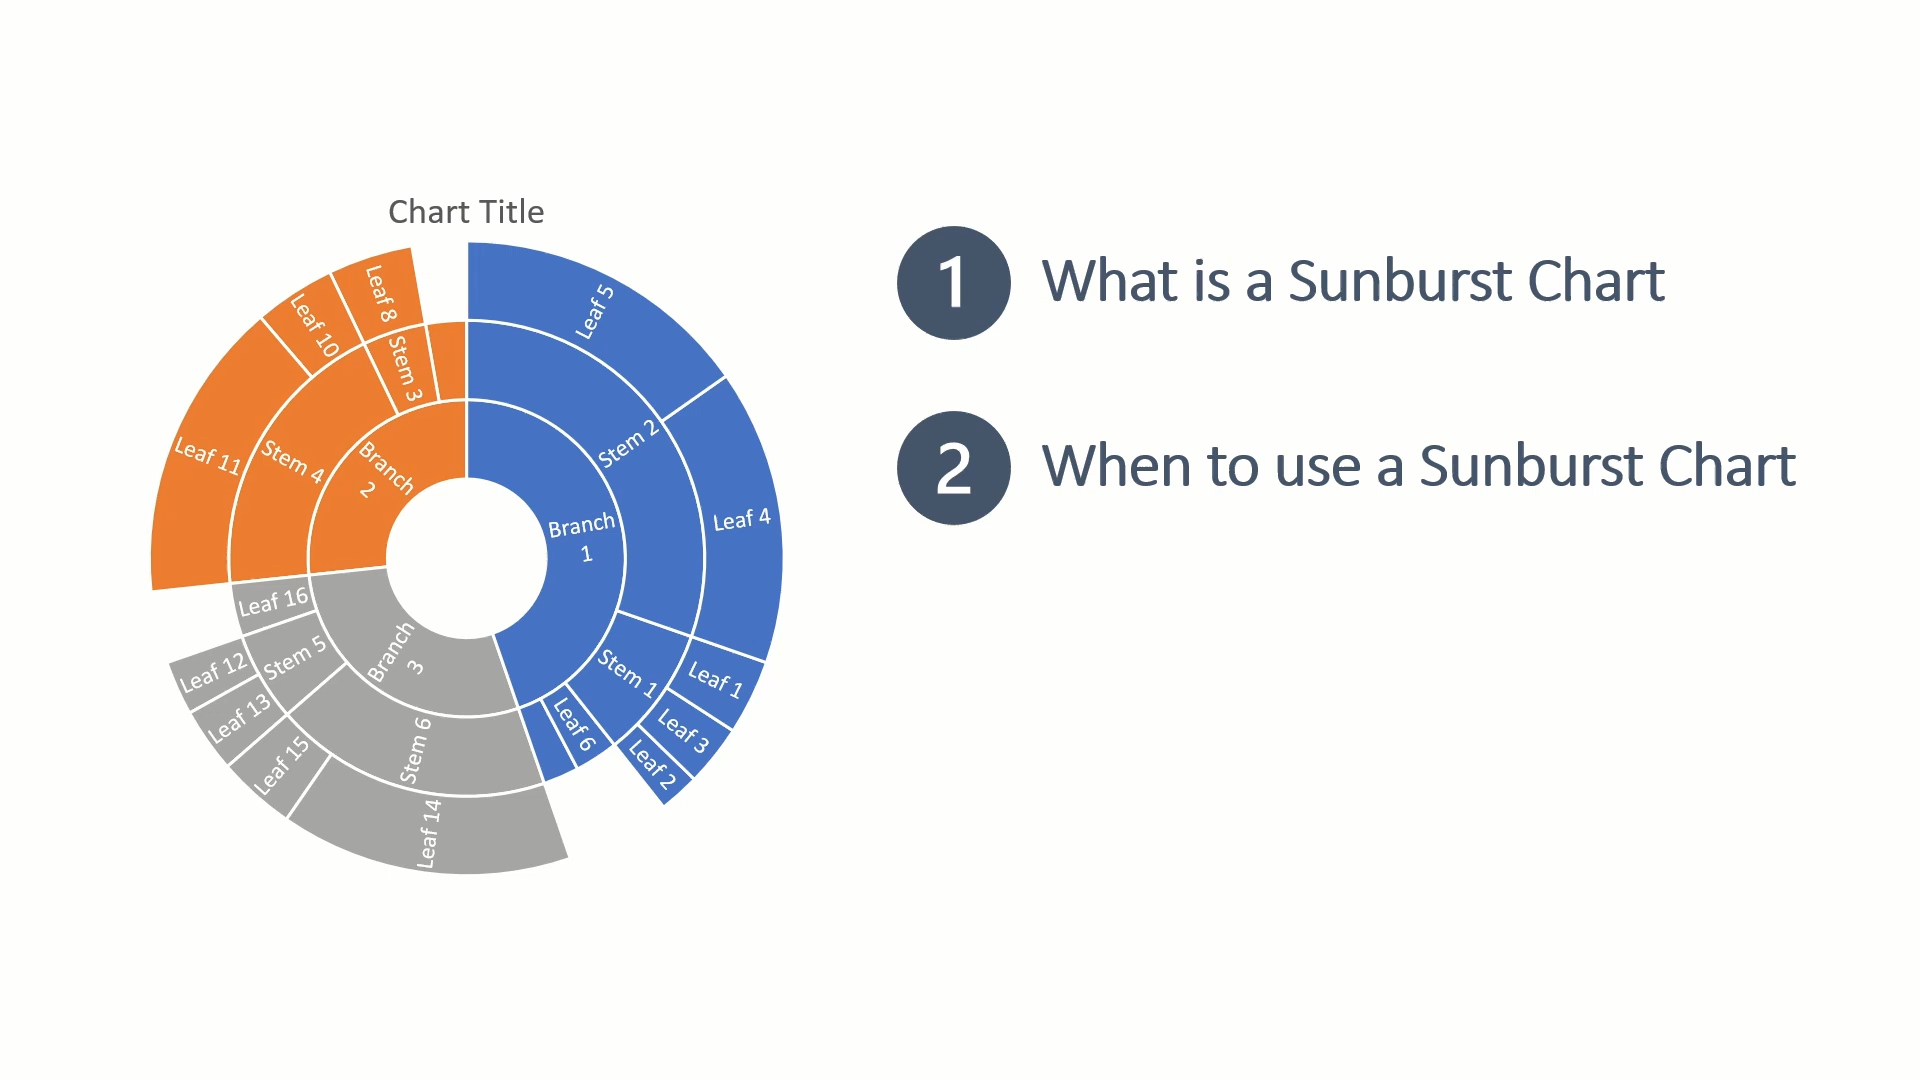 Chart Title
Leaf 5
Leaf 4
Stem 2
Branch
1
Stem 1
Leaf 1
Leaf 3
Leaf 2
Leaf 6
Branch
3
Stem 6
Leaf 14
Leaf 15
Stem 5
Leaf 13
Leaf 12
Leaf 16
Branch
2
Stem 4
Leaf 11
Leaf 10
Stem 3
Leaf 8
1 What is a Sunburst Chart
2 When to use a Sunburst Chart